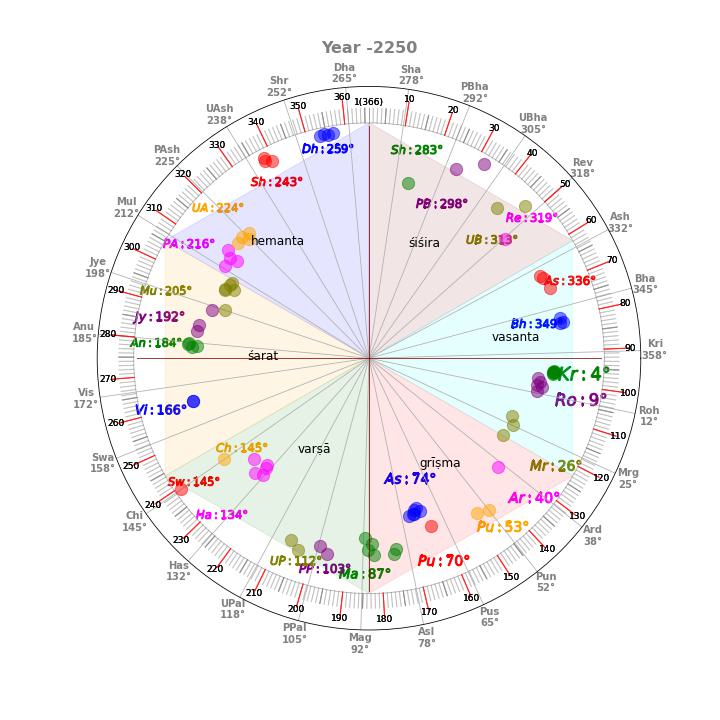 Year -2250
Dha
265°
Sha
278°
PBha
292°
UBha
305°
Rev
318°
Ash
332°
Bha
345°
Kri
358°
Roh
12°
Mrg
25°
Ard
38°
Pun
52°
Pus
65°
Asl
78°
Mag
92°
PPal
105°
UPal
118°
Has
132°
Chi
145°
Swa
158°
Vis
172°
Anu
185°
Jye
198°
Mul
212°
PAsh
225°
UAsh
238°
Shr
252°
1(366)
10
20
30
40
50
60
70
80
90
100
110
120
130
140
150
160
170
180
190
200
210
220
230
240
250
260
270
280
290
300
310
320
330
340
350
360
Dh:259°
Sh:283°
PB:298°
UB:313°
Re:319°
As:336°
Bh:349°
Kr:4°
Ro:9°
Mr:26°
Ar:40°
Pu:53°
Pu:70°
As:74°
Ma:87°
PP:103°
UP:112°
Ha:134°
Sw:145°
Ch:145°
Vi:166°
An:184°
Jy:192°
Mu:205°
PA:216°
UA:224°
Sh:243°
hemanta
śiśira
vasanta
grīṣma
varṣā
śarat